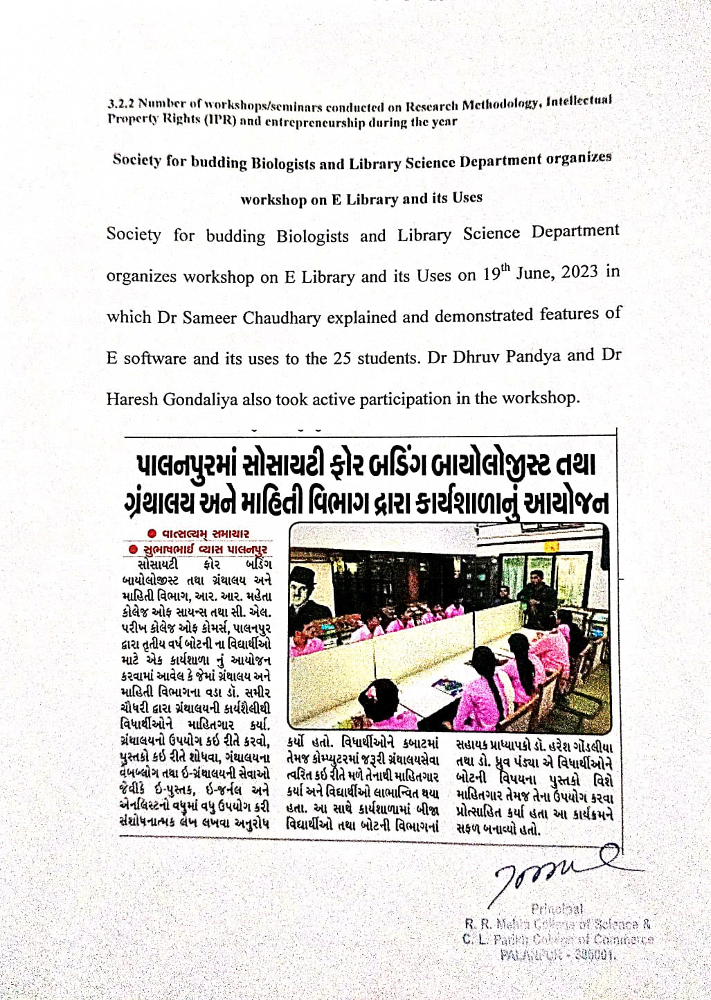 3.2.2 Number of workshops/seminars conducted on Research Methodology, Intellectual
Property Rights (IPR) and entrepreneurship during the year
Society for budding Biologists and Library Science Department organizes
workshop on E Library and its Uses
Society for budding Biologists and Library Science Department
organizes workshop on E Library and its Uses on 19th June, 2023 in
which Dr Sameer Chaudhary explained and demonstrated features of
E software and its uses to the 25 students. Dr Dhruv Pandya and Dr
Haresh Gondaliya also took active participation in the workshop.
પાલનપુરમાં સોસાયટી ફોર બડિંગ બાયોલોજીસ્ટ તથા
ગ્રંથાલય અને માહિતી વિભાગ દ્વારા કાર્યશાળાનું આયોજન
વાત્સલ્યમ્ સમાચાર
સુભાષભાઈ વ્યાસ પાલનપુર
સોસાયટી ફોર બડિંગ
બાયોલોજીસ્ટ તથા ગ્રંથાલય અને
માહિતી વિભાગ, આર. આર. મહેતા
કોલેજ ઓફ સાયન્સ તથા સી. એલ.
પરીખ કોલેજ ઓફ કોમર્સ, પાલનપુર
દ્વારા તૃતીય વર્ષ બોટની ના વિદ્યાર્થીઓ
માટે એક કાર્યશાળા નું આયોજન
કરવામાં આવેલ કે જેમાં ગ્રંથાલય અને
માહિતી વિભાગના વડા ડૉ. સમીર
ચૌધરી દ્વારા ગ્રંથાલયની કાર્યશૈલીથી
વિધાર્થીઓને માહિતગાર કર્યા.
ગ્રંથાલયનો ઉપયોગ કઇ રીતે કરવો,
પુસ્તકો કઇ રીતે શોધવા, ગંથાલયના
વેબબ્લોગ તથા ઇ-ગ્રંથાલયની સેવાઓ
જેવીકે ઇ-પુસ્તક, ઇ-જર્નલ અને
એનલિસ્ટનો વધુમાં વધુ ઉપયોગ કરી
સંશોધનાત્મક લેખ લખવા અનુરોધ
કર્યો હતો. વિધાર્થીઓને કબાટમાં
તેમજ કોમ્પ્યુટરમાં જરૂરી ગ્રંથાલયસેવા
ત્વરિત કઇ રીતે મળે તેનાથી માહિતગાર
કર્યા અને વિદ્યાર્થીઓ લાભાન્વિત થયા
હતા. આ સાથે કાર્યશાળામાં બીજા
વિદ્યાર્થીઓ તથા બોટની વિભાગનાં
સહાયક પ્રાધ્યાપકો ડૉ. હરેશ ગોંડલીયા
તથા ડો. ધ્રુવ પંડ્યા એ વિધાર્થીઓને
બોટની વિષયના પુસ્તકો વિશે
માહિતગાર તેમજ તેના ઉપયોગ કરવા
પ્રોત્સાહિત કર્યા હતા આ કાર્યક્રમને
સફળ બનાવ્યો હતો.
Principal
R. R. Mehta College of Science &
C. L. Parikh College of Commerce
PALANPUR - 385001.